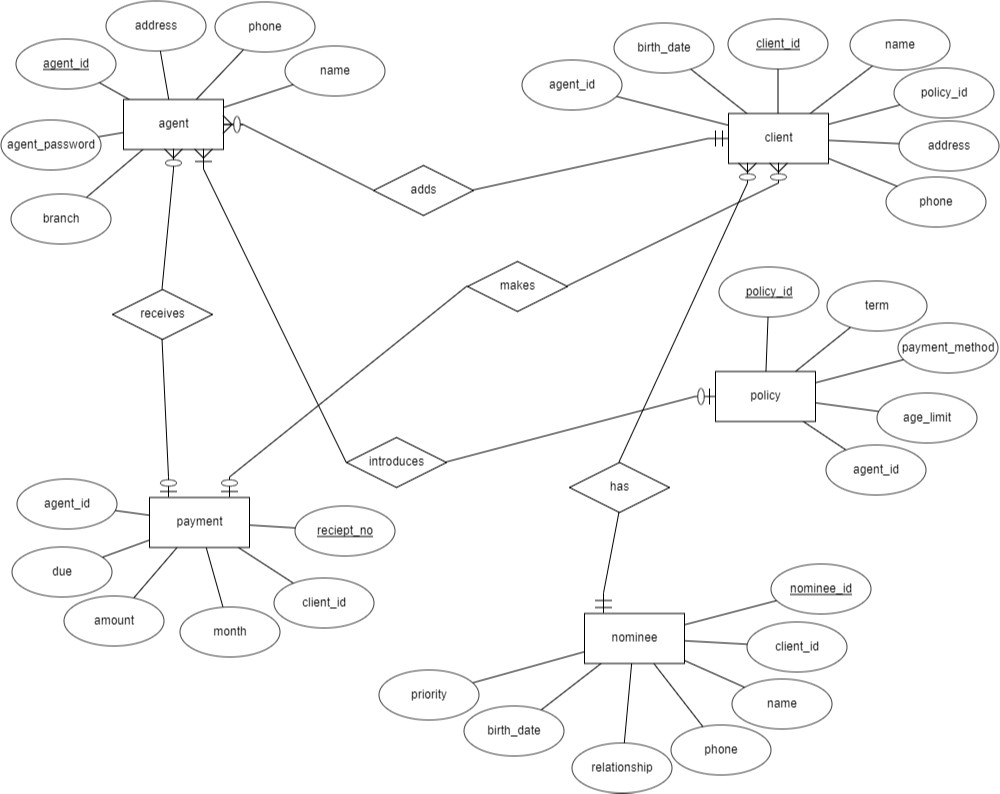 address
phone
agent_id
name
agent
agent_password
branch
birth_date
client_id
name
agent_id
policy_id
client
address
phone
adds
receives
makes
policy_id
term
payment_method
policy
age_limit
agent_id
introduces
has
agent_id
payment
reciept_no
due
amount
month
client_id
nominee_id
nominee
client_id
priority
name
birth_date
phone
relationship